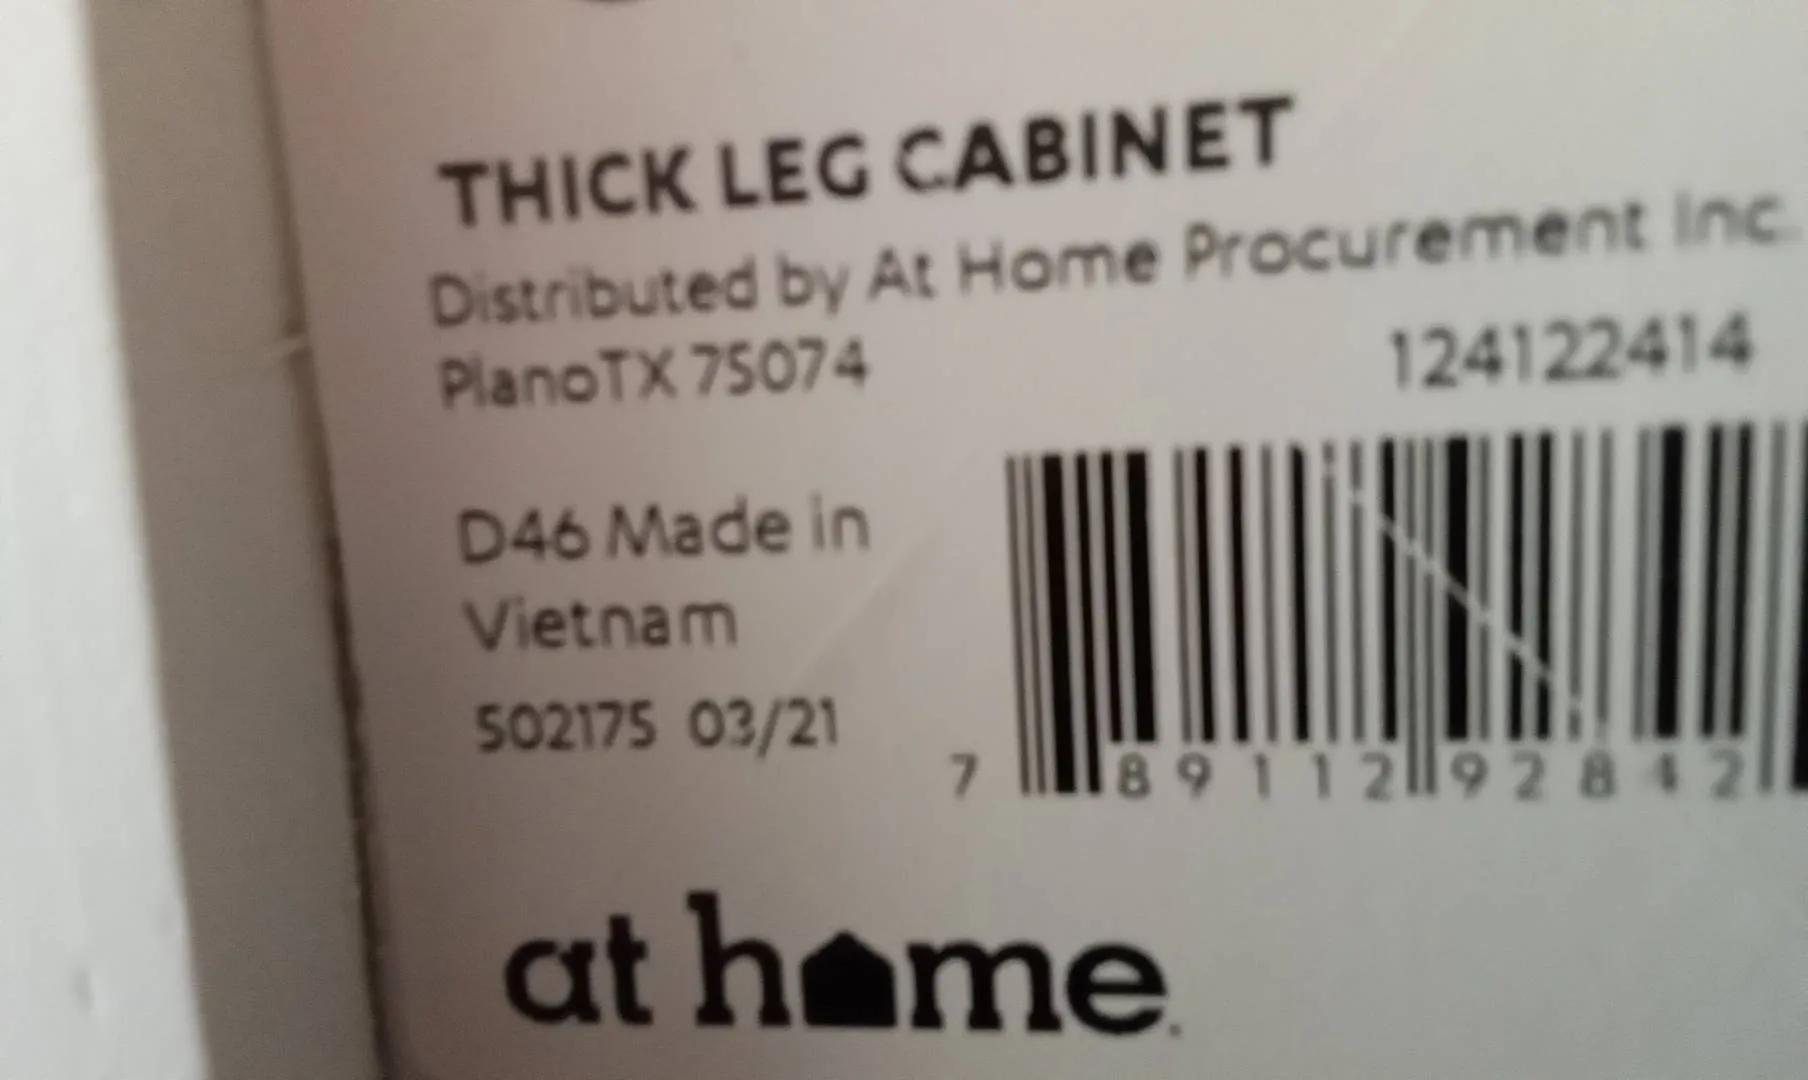 THICK LEG CABINET
Distributed by At Home Procurement Inc.
PlanoTX 75074
124122414
D46 Made in
Vietnam
502175 03/21
7 89112 92842
at home